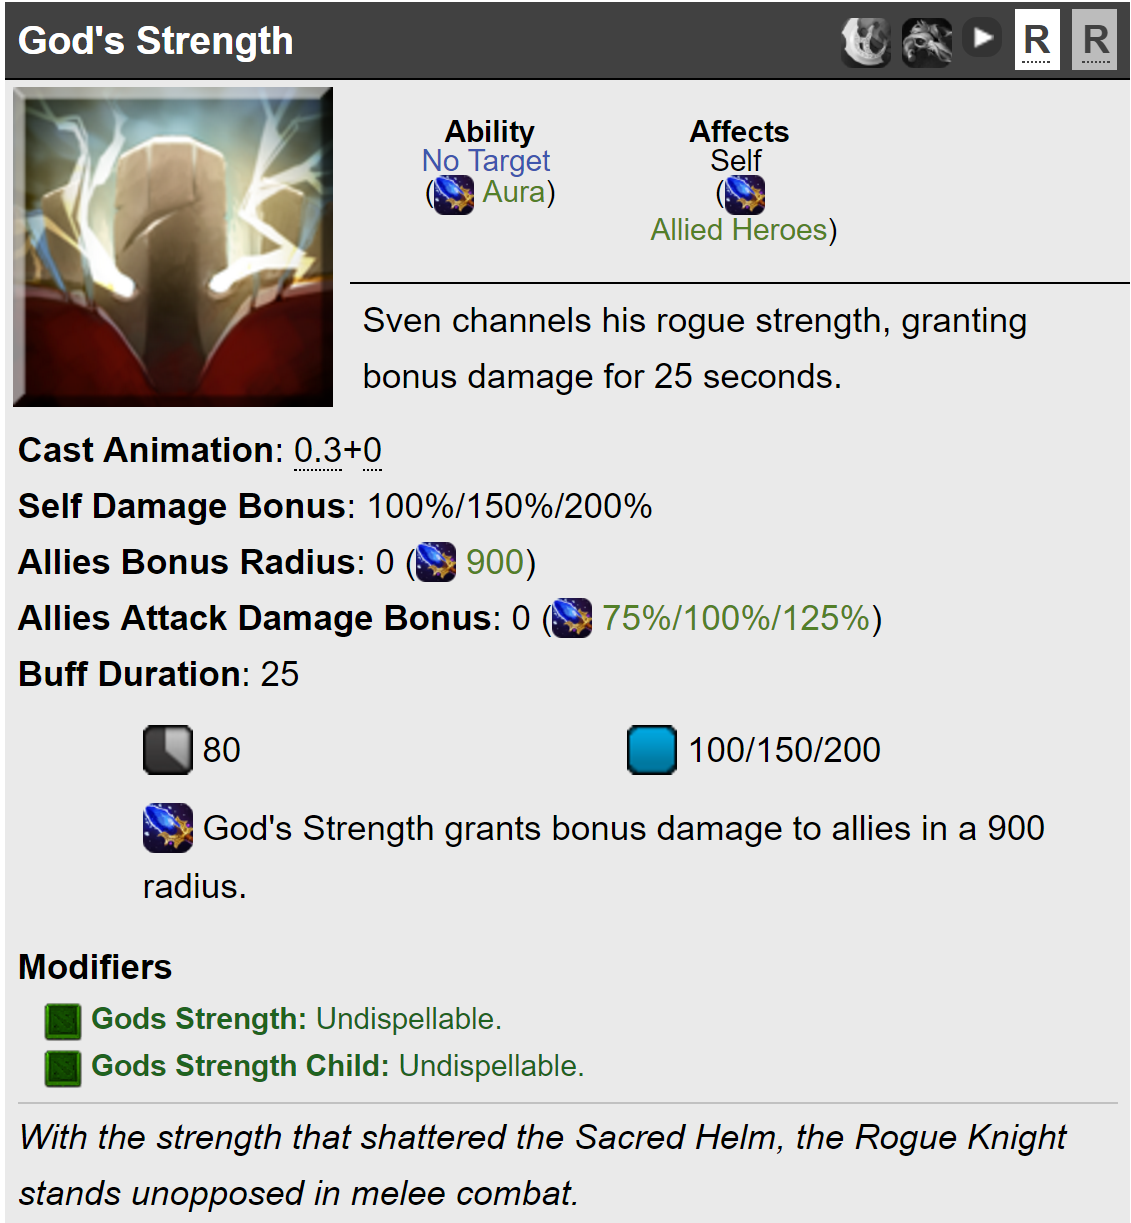 God's Strength
R R
Ability
No Target
(Aura)
Affects
Self
(
Allied Heroes)
Sven channels his rogue strength, granting
bonus damage for 25 seconds.
Cast Animation: 0.3+0
Self Damage Bonus: 100%/150%/200%
Allies Bonus Radius: 0 (900)
Allies Attack Damage Bonus: 0 (75%/100%/125%)
Buff Duration: 25
80
100/150/200
God's Strength grants bonus damage to allies in a 900
radius.
Modifiers
Gods Strength: Undispellable.
Gods Strength Child: Undispellable.
With the strength that shattered the Sacred Helm, the Rogue Knight
stands unopposed in melee combat.